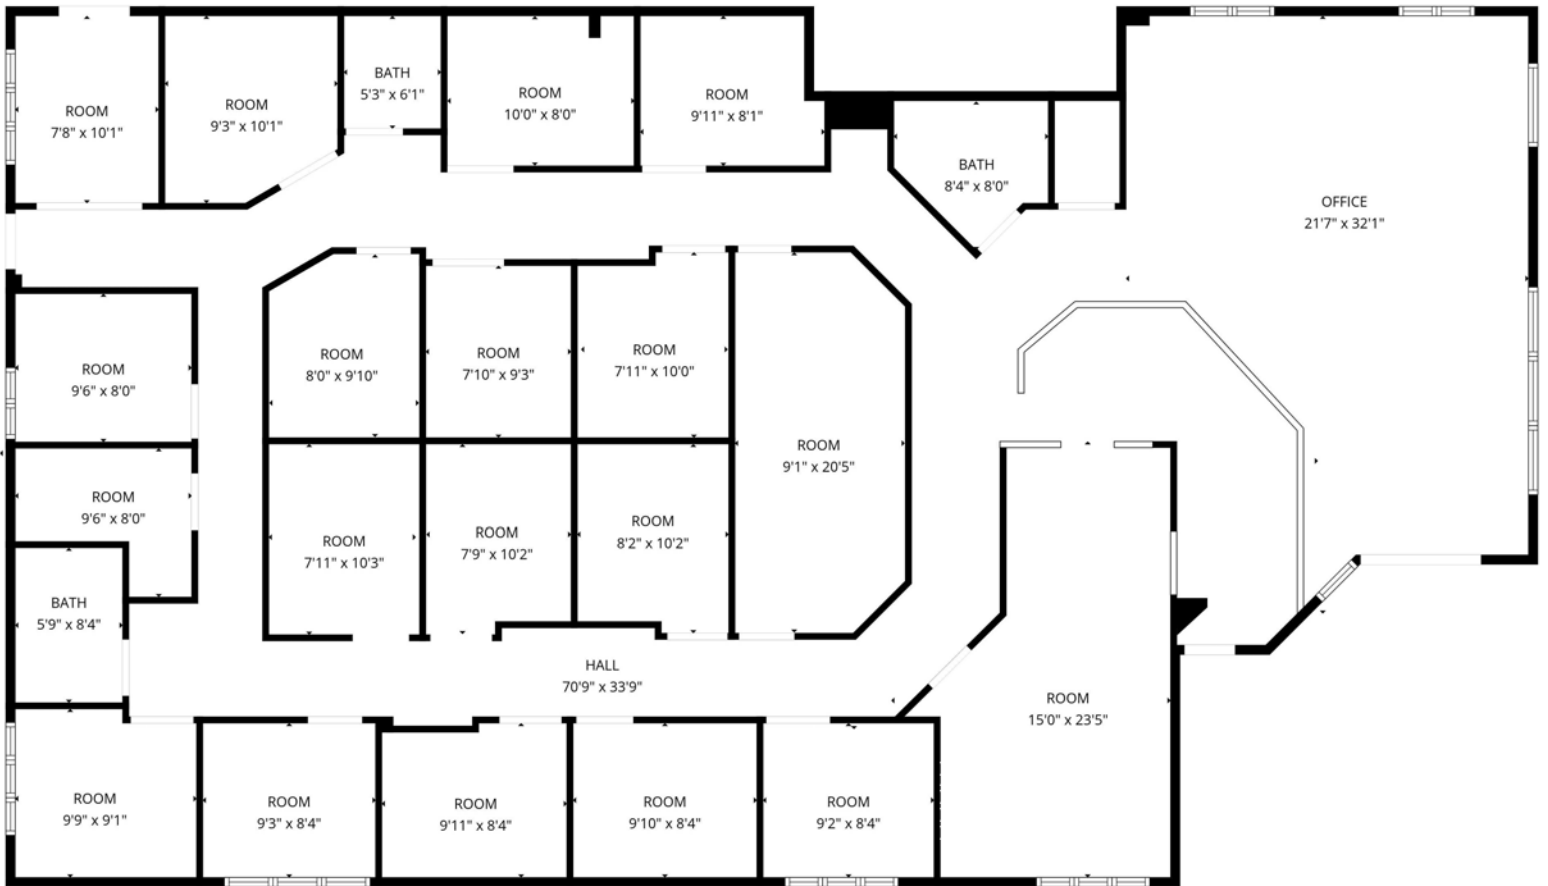 ROOM
7'8" x 10'1"
ROOM
9'3" x 10'1"
BATH
5'3" x 6'1"
ROOM
10'0" x 8'0"
ROOM
9'11" x 8'1"
BATH
8'4" x 8'0"
OFFICE
21'7" x 32'1"
ROOM
9'6" x 8'0"
ROOM
8'0" x 9'10"
ROOM
7'10" x 9'3"
ROOM
7'11" x 10'0"
ROOM
9'1" x 20'5"
ROOM
9'6" x 8'0"
ROOM
7'11" x 10'3"
ROOM
7'9" x 10'2"
ROOM
8'2" x 10'2"
BATH
5'9" x 8'4"
HALL
70'9" x 33'9"
ROOM
15'0" x 23'5"
ROOM
9'9" x 9'1"
ROOM
9'3" x 8'4"
ROOM
9'11" x 8'4"
ROOM
9'10" x 8'4"
ROOM
9'2" x 8'4"